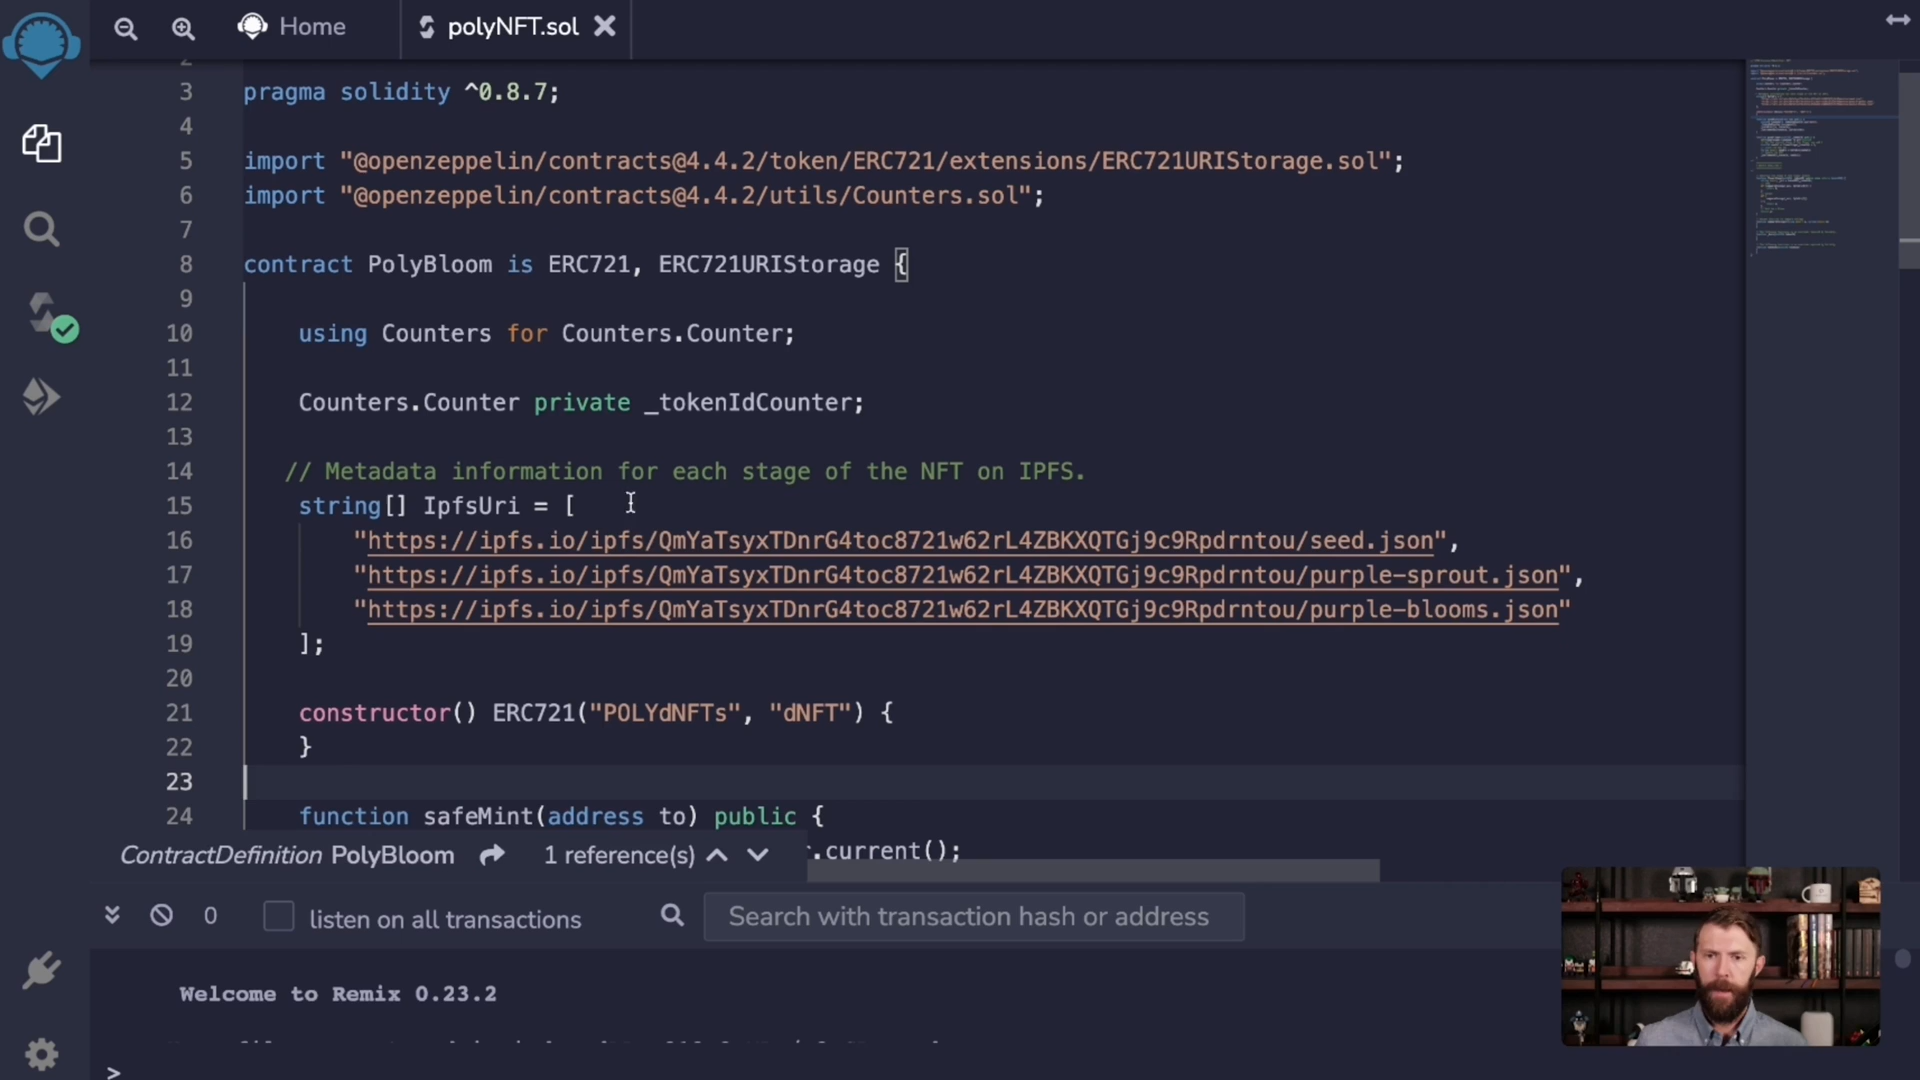 Home
polyNFT.sol
2
3 pragma solidity ^0.8.7;
4
5 import "@openzeppelin/contracts@4.4.2/token/ERC721/extensions/ERC721URIStorage.sol";
6 import "@openzeppelin/contracts@4.4.2/utils/Counters.sol";
7
8 contract PolyBloom is ERC721, ERC721URIStorage {
9
10 using Counters for Counters.Counter;
11
12 Counters.Counter private _tokenIdCounter;
13
14 // Metadata information for each stage of the NFT on IPFS.
15 string[] IpfsUri = [
16 "https://ipfs.io/ipfs/QmYaTsyxTDnrG4toc8721w62rL4ZBKXQTGj9c9Rpdrntou/seed.json",
17 "https://ipfs.io/ipfs/QmYaTsyxTDnrG4toc8721w62rL4ZBKXQTGj9c9Rpdrntou/purple-sprout.json",
18 "https://ipfs.io/ipfs/QmYaTsyxTDnrG4toc8721w62rL4ZBKXQTGj9c9Rpdrntou/purple-blooms.json"
19 ];
20
21 constructor() ERC721("POLYdNFTs", "dNFT") {
22 }
23
24 function safeMint(address to) public {
.current();
ContractDefinition PolyBloom 1 reference(s)
0 listen on all transactions
Search with transaction hash or address
Welcome to Remix 0.23.2
>